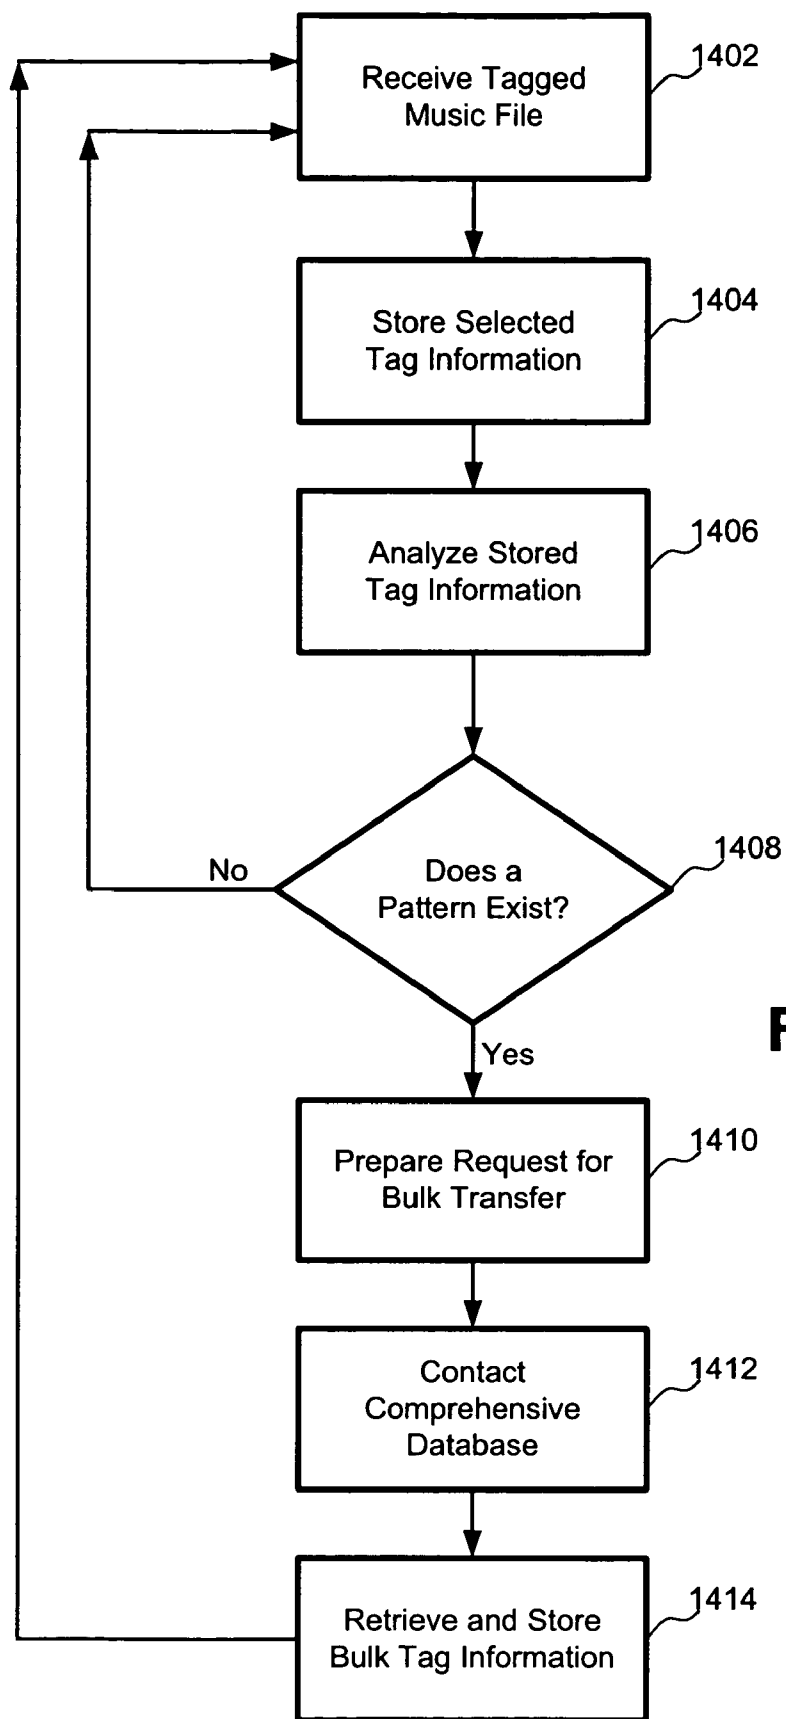 Receive Tagged
Music File
1402
Store Selected
Tag Information
1404
Analyze Stored
Tag Information
1406
Does a
Pattern Exist?
1408
No
Yes
Prepare Request for
Bulk Transfer
1410
Contact
Comprehensive
Database
1412
Retrieve and Store
Bulk Tag Information
1414